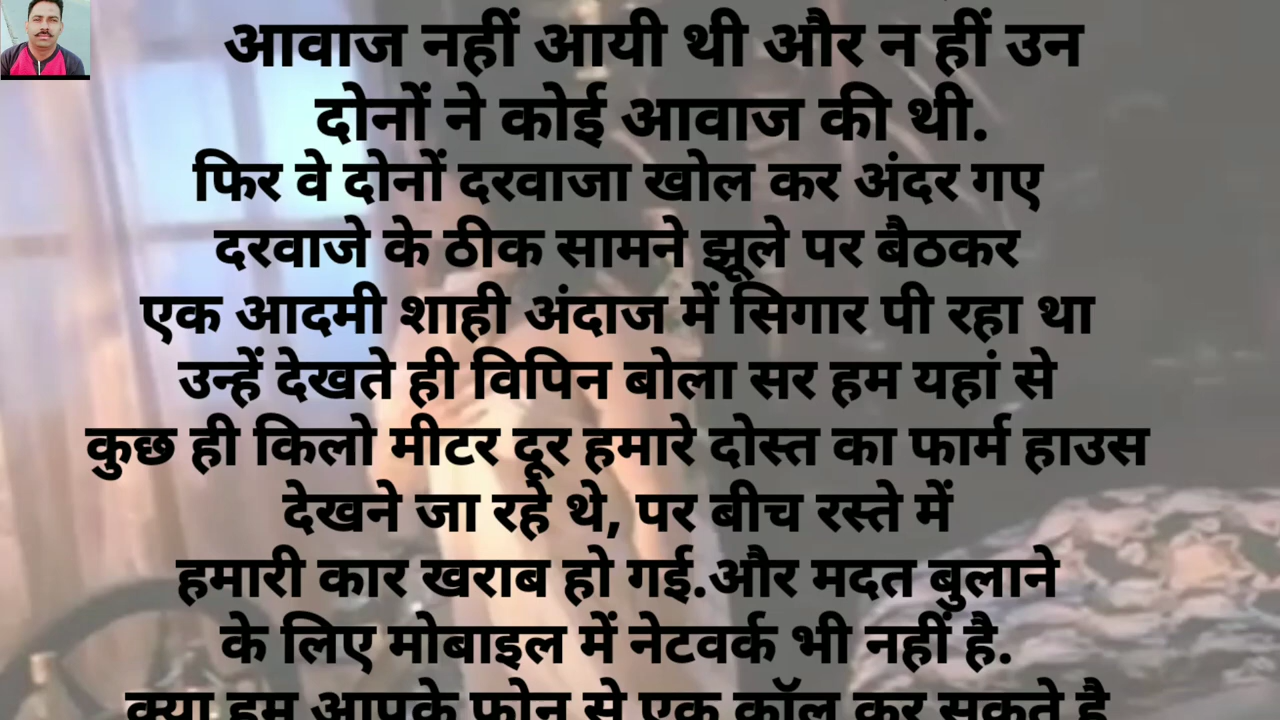 आवाज नहीं आयी थी और न हीं उन
दोनों ने कोई आवाज की थी.
फिर वे दोनों दरवाजा खोल कर अंदर गए
दरवाजे के ठीक सामने झूले पर बैठकर
एक आदमी शाही अंदाज में सिगार पी रहा था
उन्हें देखते ही विपिन बोला सर हम यहां से
कुछ ही किलो मीटर दूर हमारे दोस्त का फार्म हाउस
देखने जा रहे थे, पर बीच रस्ते में
हमारी कार खराब हो गई.और मदत बुलाने
के लिए मोबाइल में नेटवर्क भी नहीं है.
क्या हम आपके फोन से एक कॉल कर सकते है